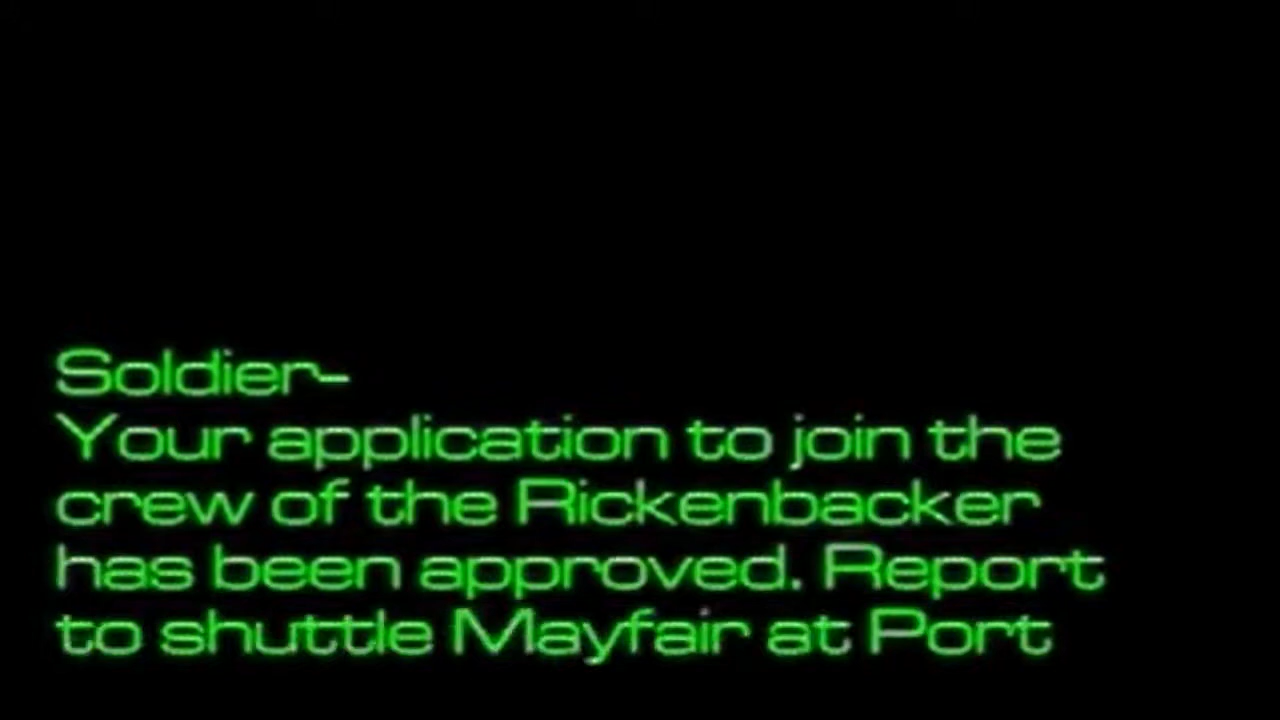 Soldier-
Your application to join the
crew of the Rickenbacker
has been approved. Report
to shuttle Mayfair at Port